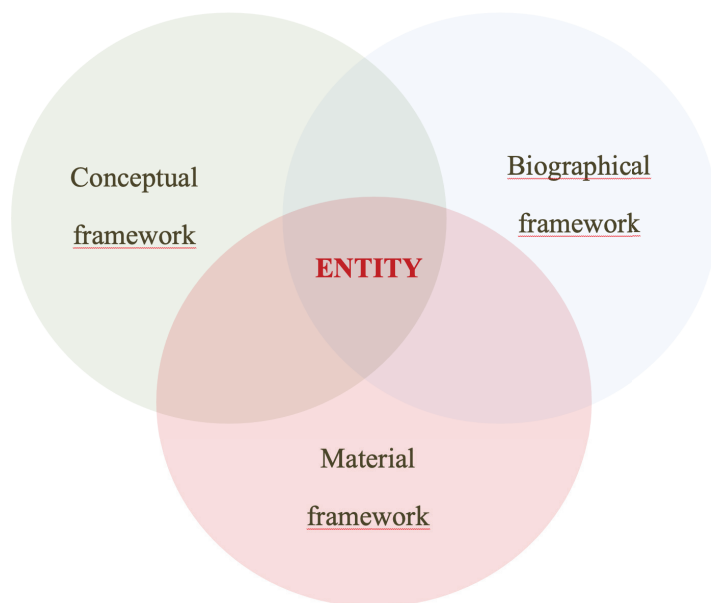 Conceptual
framework
Biographical
framework
ENTITY
Material
framework